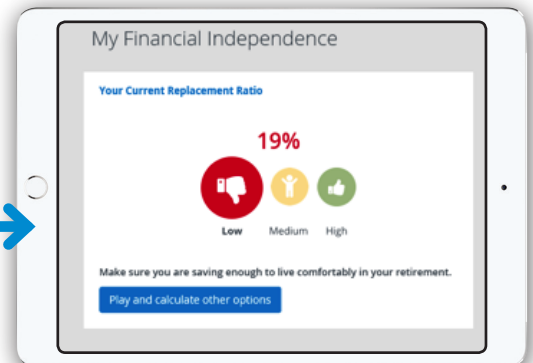 My Financial Independence
Your Current Replacement Ratio
19%
Low Medium High
Make sure you are saving enough to live comfortably in your retirement.
Play and calculate other options